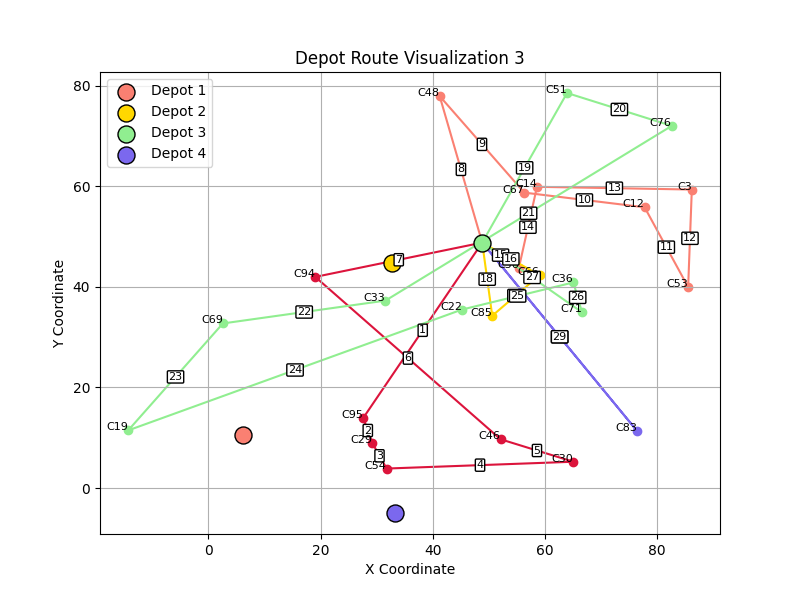 Depot Route Visualization 3
Depot 1
Depot 2
Depot 3
Depot 4
Y Coordinate
80
60
40
20
0
0
20
40
60
80
X Coordinate
C48
C51
C76
C14
C67
C3
C12
C53
C94
C33
C69
C22
C85
C36
C71
C66
C19
C95
C29
C54
C46
C30
C83
1
2
3
4
5
6
7
8
9
10
11
12
13
14
16
18
19
20
21
22
23
24
25
26
27
29